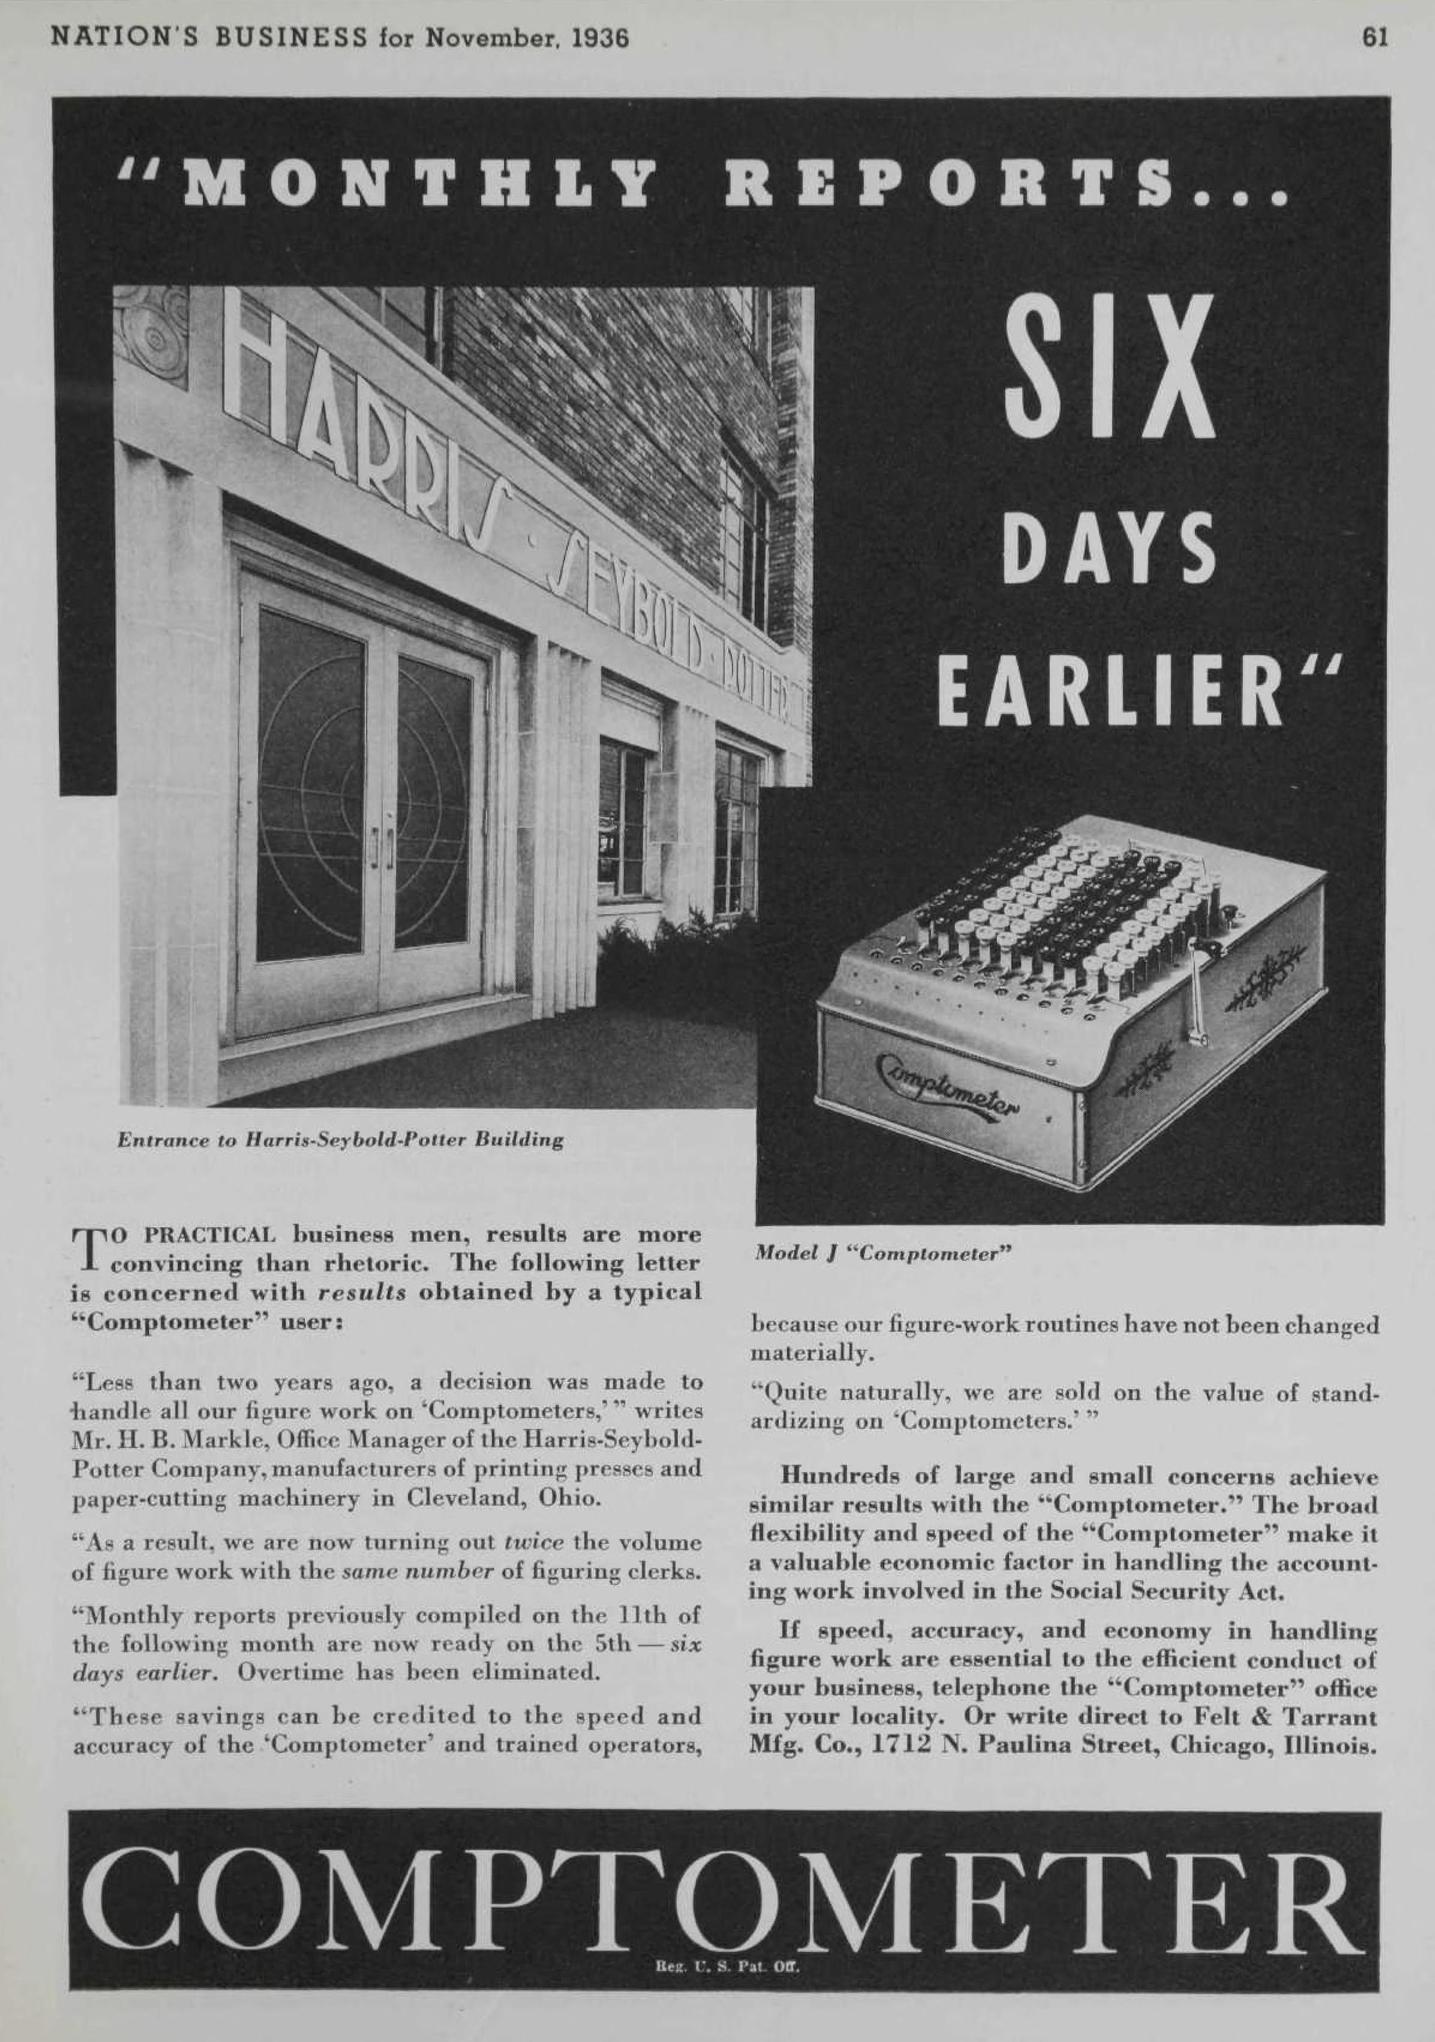 NATION'S BUSINESS for November, 1936
61
"MONTHLY REPORTS...
SIX
DAYS
EARLIER"
HARRIS · SEYBOLD · POTTER
Comptometer
Entrance to Harris-Seybold-Potter Building
Model J "Comptometer"
TO PRACTICAL business men, results are more
convincing than rhetoric. The following letter
is concerned with results obtained by a typical
"Comptometer" user:
"Less than two years ago, a decision was made to
handle all our figure work on 'Comptometers,'" writes
Mr. H. B. Markle, Office Manager of the Harris-Seybold-
Potter Company, manufacturers of printing presses and
paper-cutting machinery in Cleveland, Ohio.
"As a result, we are now turning out twice the volume
of figure work with the same number of figuring clerks.
"Monthly reports previously compiled on the 11th of
the following month are now ready on the 5th — six
days earlier. Overtime has been eliminated.
"These savings can be credited to the speed and
accuracy of the 'Comptometer' and trained operators,
because our figure-work routines have not been changed
materially.
"Quite naturally, we are sold on the value of stand-
ardizing on 'Comptometers.'"
Hundreds of large and small concerns achieve
similar results with the "Comptometer." The broad
flexibility and speed of the "Comptometer" make it
a valuable economic factor in handling the account-
ing work involved in the Social Security Act.
If speed, accuracy, and economy in handling
figure work are essential to the efficient conduct of
your business, telephone the "Comptometer" office
in your locality. Or write direct to Felt & Tarrant
Mfg. Co., 1712 N. Paulina Street, Chicago, Illinois.
COMPTOMETER
Reg. U. S. Pat. Off.